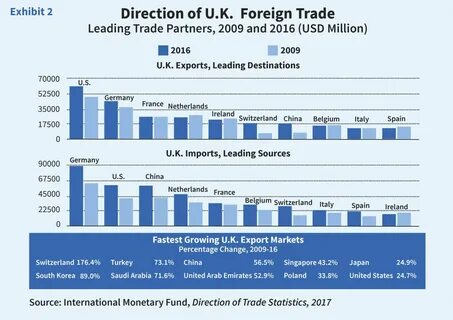 Exhibit 2
Direction of U.K. Foreign Trade
Leading Trade Partners, 2009 and 2016 (USD Million)
2016 2009
U.K. Exports, Leading Destinations
70000
52500
35000
17500
0
U.S. Germany France Netherlands Ireland Switzerland China Belgium Italy Spain
U.K. Imports, Leading Sources
90000
67500
45000
22500
0
Germany U.S. China Netherlands France Belgium Switzerland Italy Spain Ireland
Fastest Growing U.K. Export Markets
Percentage Change, 2009-16
Switzerland 176.4% Turkey 73.1% China 56.5% Singapore 43.2% Japan 24.9%
South Korea 89.0% Saudi Arabia 71.6% United Arab Emirates 52.9% Poland 33.8% United States 24.7%
Source: International Monetary Fund, Direction of Trade Statistics, 2017